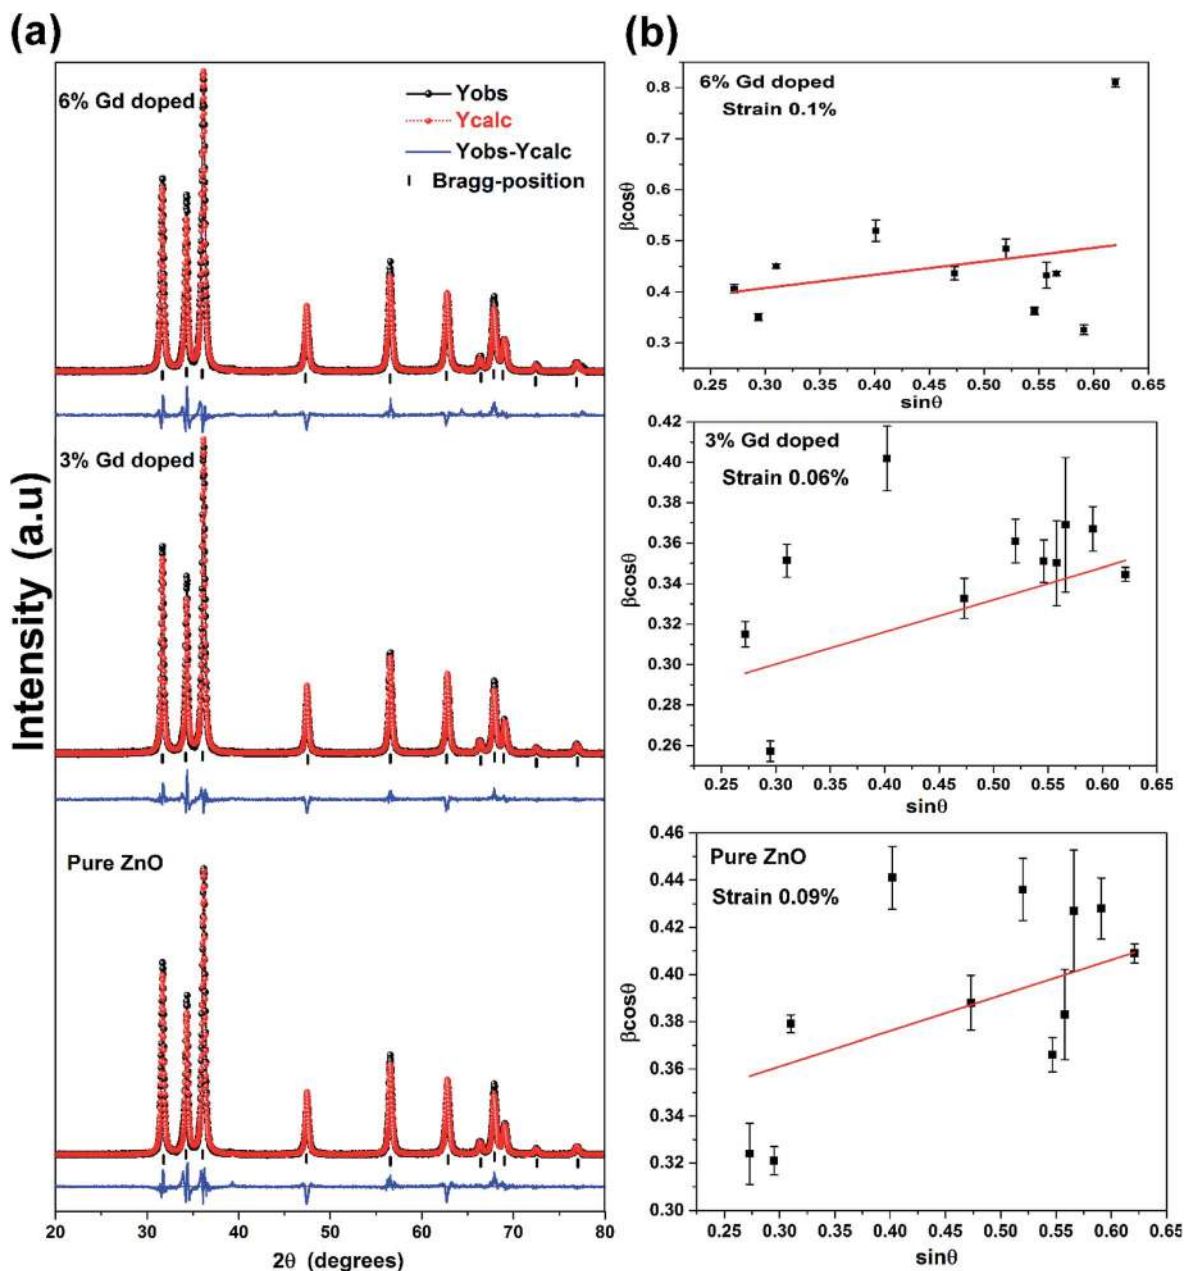 (a)
6% Gd doped
Yobs
Ycalc
Yobs-Ycalc
Bragg-position
3% Gd doped
Pure ZnO
Intensity (a.u)
20 30 40 50 60 70 80
2θ (degrees)
(b)
6% Gd doped
Strain 0.1%
0.8
0.7
0.6
0.5
0.4
0.3
βcosθ
0.25 0.30 0.35 0.40 0.45 0.50 0.55 0.60 0.65
sinθ
3% Gd doped
Strain 0.06%
0.42
0.40
0.38
0.36
0.34
0.32
0.30
0.28
0.26
βcosθ
0.25 0.30 0.35 0.40 0.45 0.50 0.55 0.60 0.65
sinθ
Pure ZnO
Strain 0.09%
0.46
0.44
0.42
0.40
0.38
0.36
0.34
0.32
0.30
βcosθ
0.25 0.30 0.35 0.40 0.45 0.50 0.55 0.60 0.65
sinθ